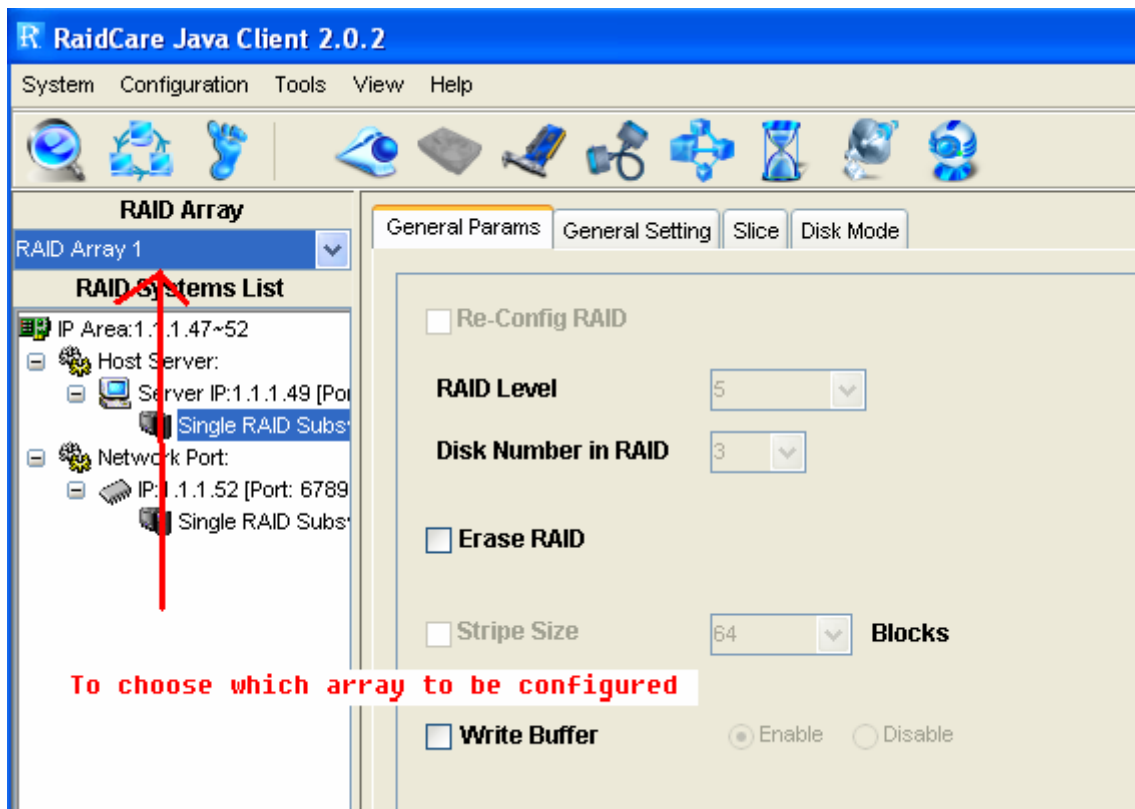 RaidCare Java Client 2.0.2
System Configuration Tools View Help
RAID Array
RAID Array 1
RAID Systems List
IP Area:1.1.1.47~52
Host Server:
Server IP:1.1.1.49 [Po
Single RAID Subs
Network Port:
IP:1.1.1.52 [Port: 6789
Single RAID Subs
General Params General Setting Slice Disk Mode
Re-Config RAID
RAID Level 5
Disk Number in RAID 3
Erase RAID
Stripe Size 64 Blocks
To choose which array to be configured
Write Buffer Enable Disable